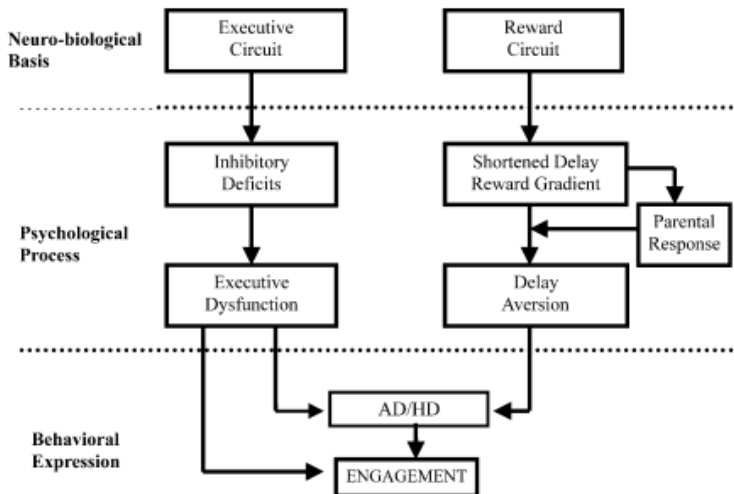 Neuro-biological
Basis
Executive
Circuit
Reward
Circuit
Psychological
Process
Inhibitory
Deficits
Shortened Delay
Reward Gradient
Parental
Response
Executive
Dysfunction
Delay
Aversion
Behavioral
Expression
AD/HD
ENGAGEMENT